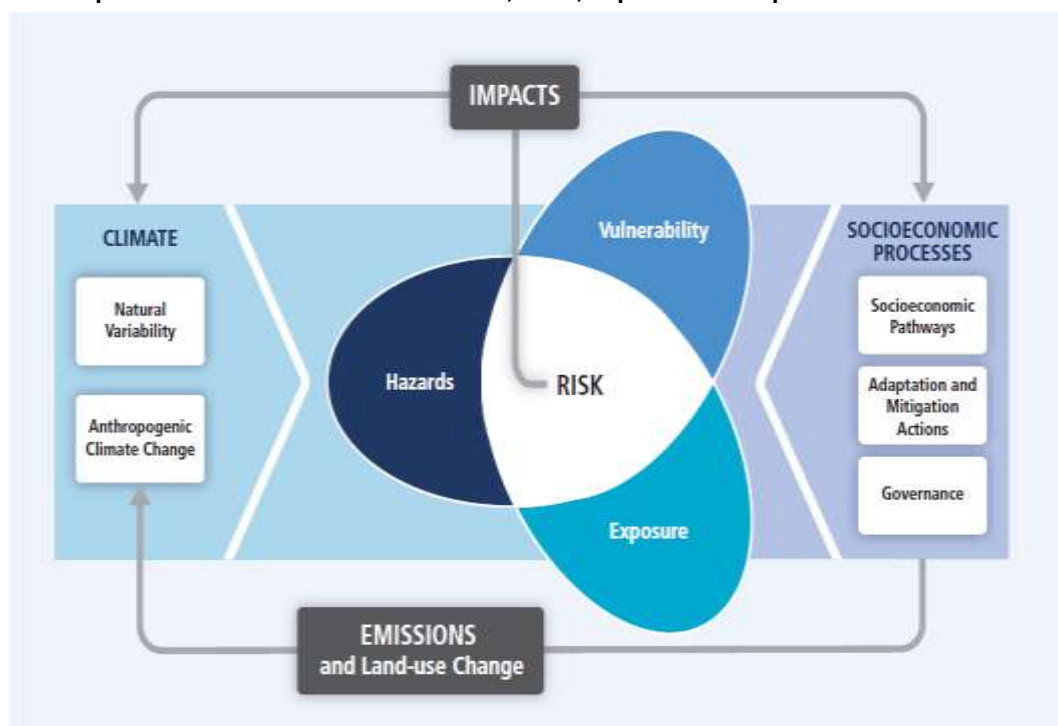 IMPACTS
CLIMATE
Natural
Variability
Anthropogenic
Climate Change
Vulnerability
Hazards
RISK
Exposure
SOCIOECONOMIC
PROCESSES
Socioeconomic
Pathways
Adaptation and
Mitigation
Actions
Governance
EMISSIONS
and Land-use Change